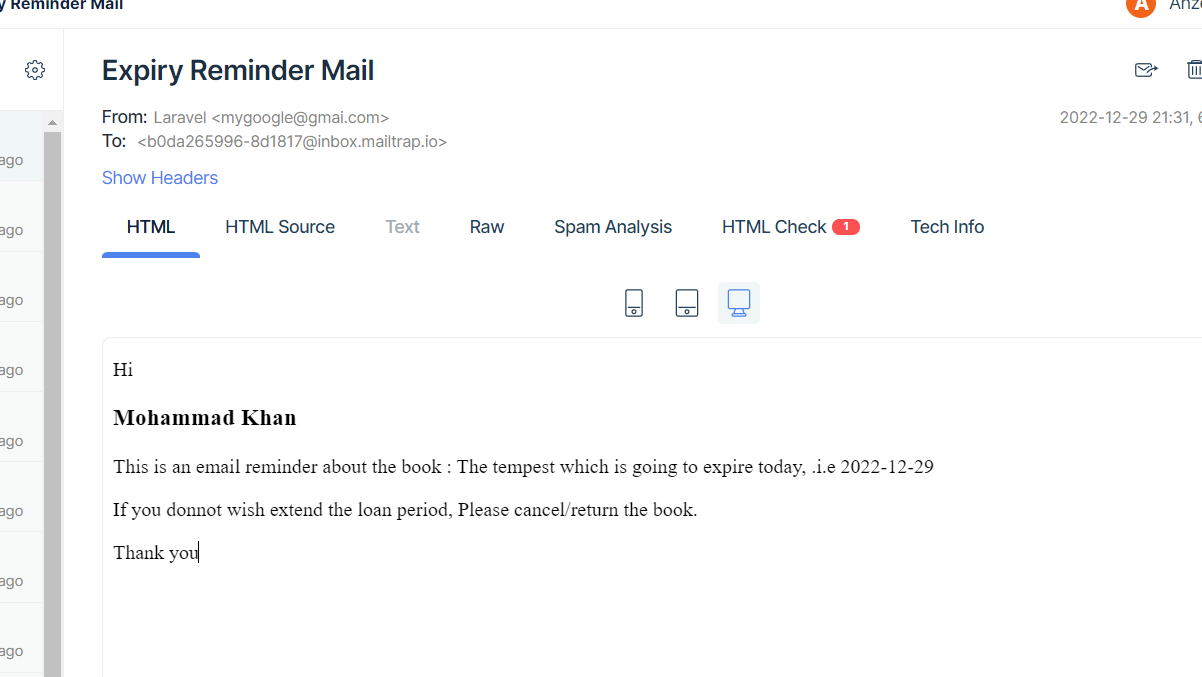 y Reminder Mail
A
Anz
Expiry Reminder Mail
From: Laravel <mygoogle@gmai.com>
2022-12-29 21:31, 6
To: <b0da265996-8d1817@inbox.mailtrap.io>
Show Headers
HTML HTML Source Text Raw Spam Analysis HTML Check 1 Tech Info
ago
ago
ago
ago
ago
ago
ago
ago
Hi
Mohammad Khan
This is an email reminder about the book : The tempest which is going to expire today, .i.e 2022-12-29
If you donnot wish extend the loan period, Please cancel/return the book.
Thank you